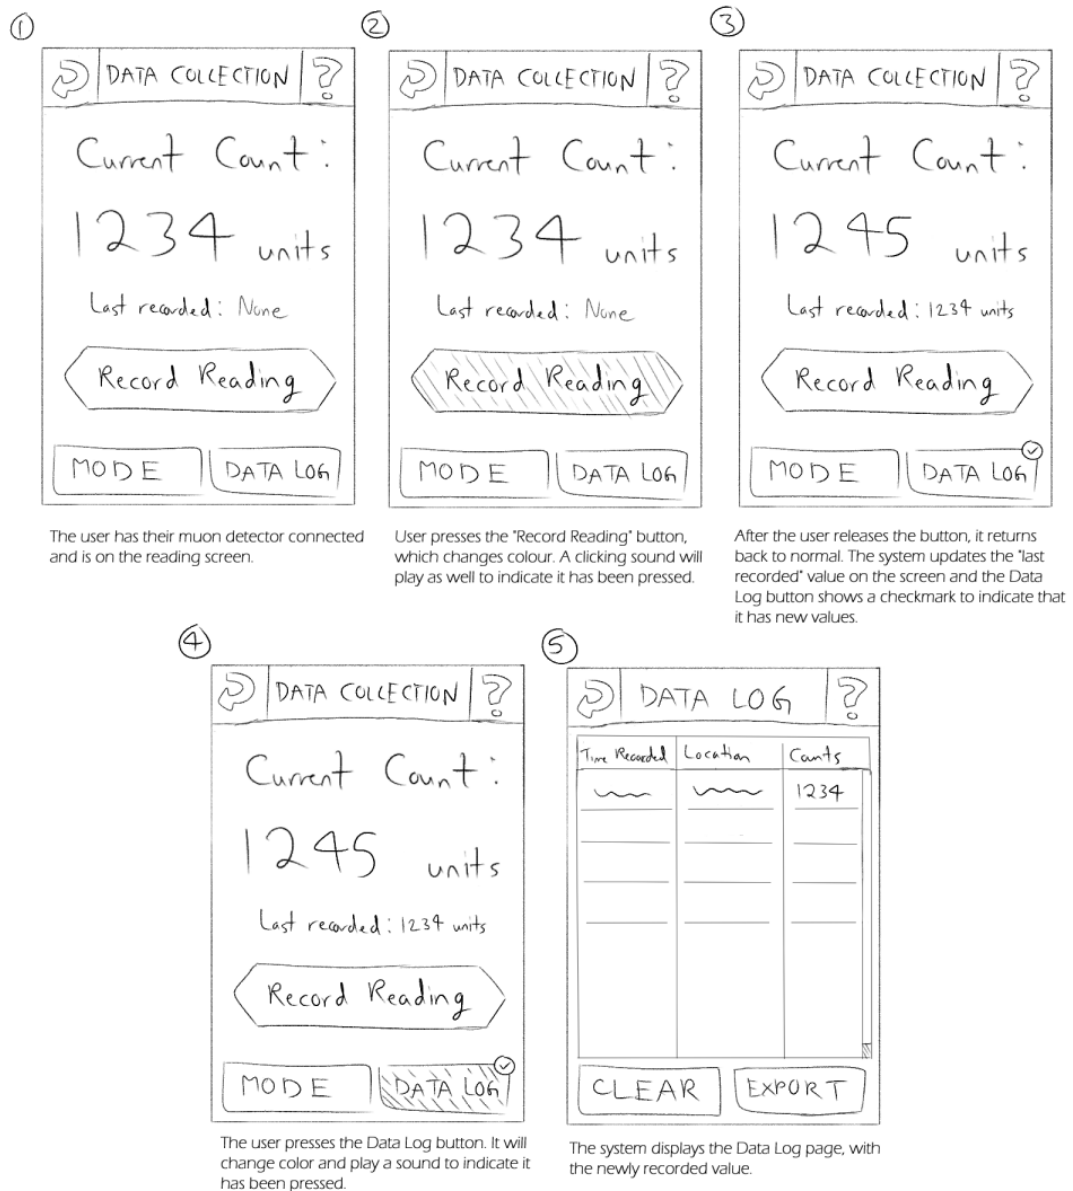 1
DATA COLLECTION ?
Current Count:
1234 units
Last recorded: None
Record Reading
MODE DATA LOG
The user has their muon detector connected
and is on the reading screen.
2
DATA COLLECTION ?
Current Count:
1234 units
Last recorded: None
Record Reading
MODE DATA LOG
User presses the "Record Reading" button,
which changes colour. A clicking sound will
play as well to indicate it has been pressed.
3
DATA COLLECTION ?
Current Count:
1245 units
Last recorded: 1234 units
Record Reading
MODE DATA LOG
After the user releases the button, it returns
back to normal. The system updates the "last
recorded" value on the screen and the Data
Log button shows a checkmark to indicate that
it has new values.
4
DATA COLLECTION ?
Current Count:
1245 units
Last recorded: 1234 units
Record Reading
MODE DATA LOG
The user presses the Data Log button. It will
change color and play a sound to indicate it
has been pressed.
5
DATA LOG ?
Time Recorded Location Counts
1234
CLEAR EXPORT
The system displays the Data Log page, with
the newly recorded value.